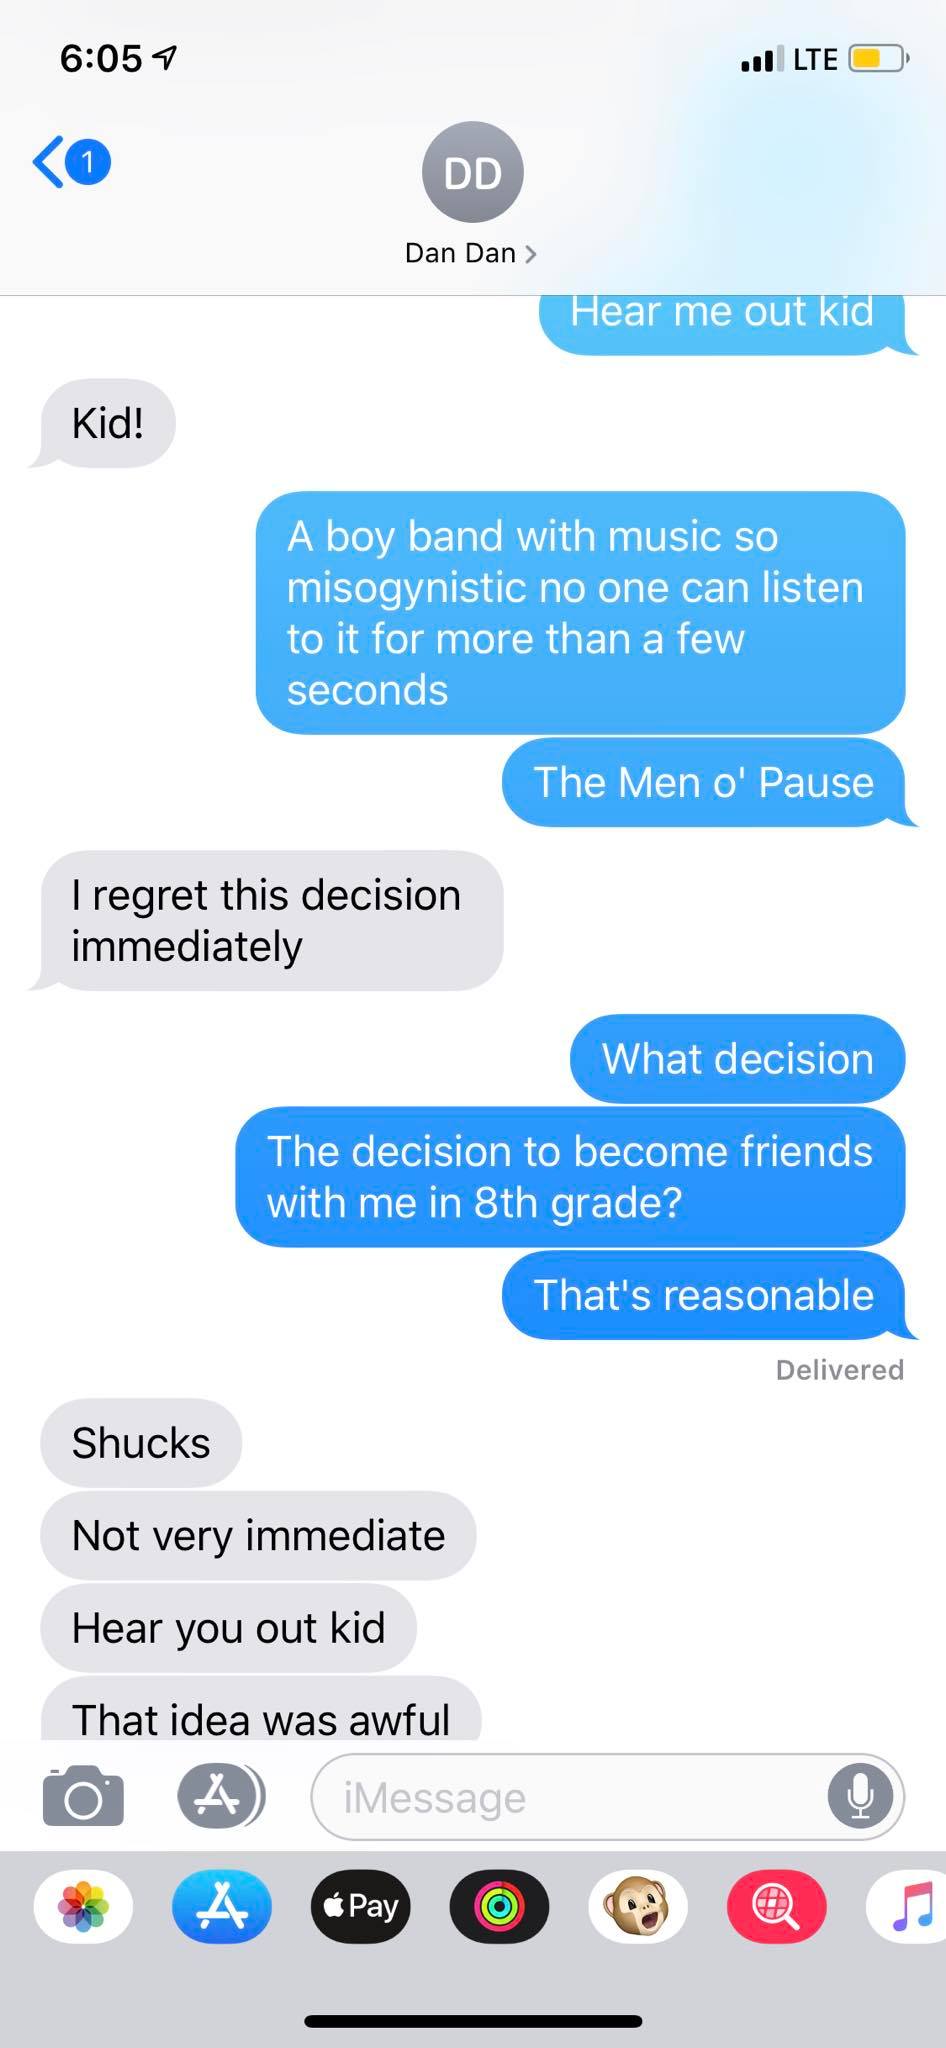 6:05
LTE
1
DD
Dan Dan
Hear me out kid
Kid!
A boy band with music so
misogynistic no one can listen
to it for more than a few
seconds
The Men o' Pause
I regret this decision
immediately
What decision
The decision to become friends
with me in 8th grade?
That's reasonable
Delivered
Shucks
Not very immediate
Hear you out kid
That idea was awful
iMessage
Pay